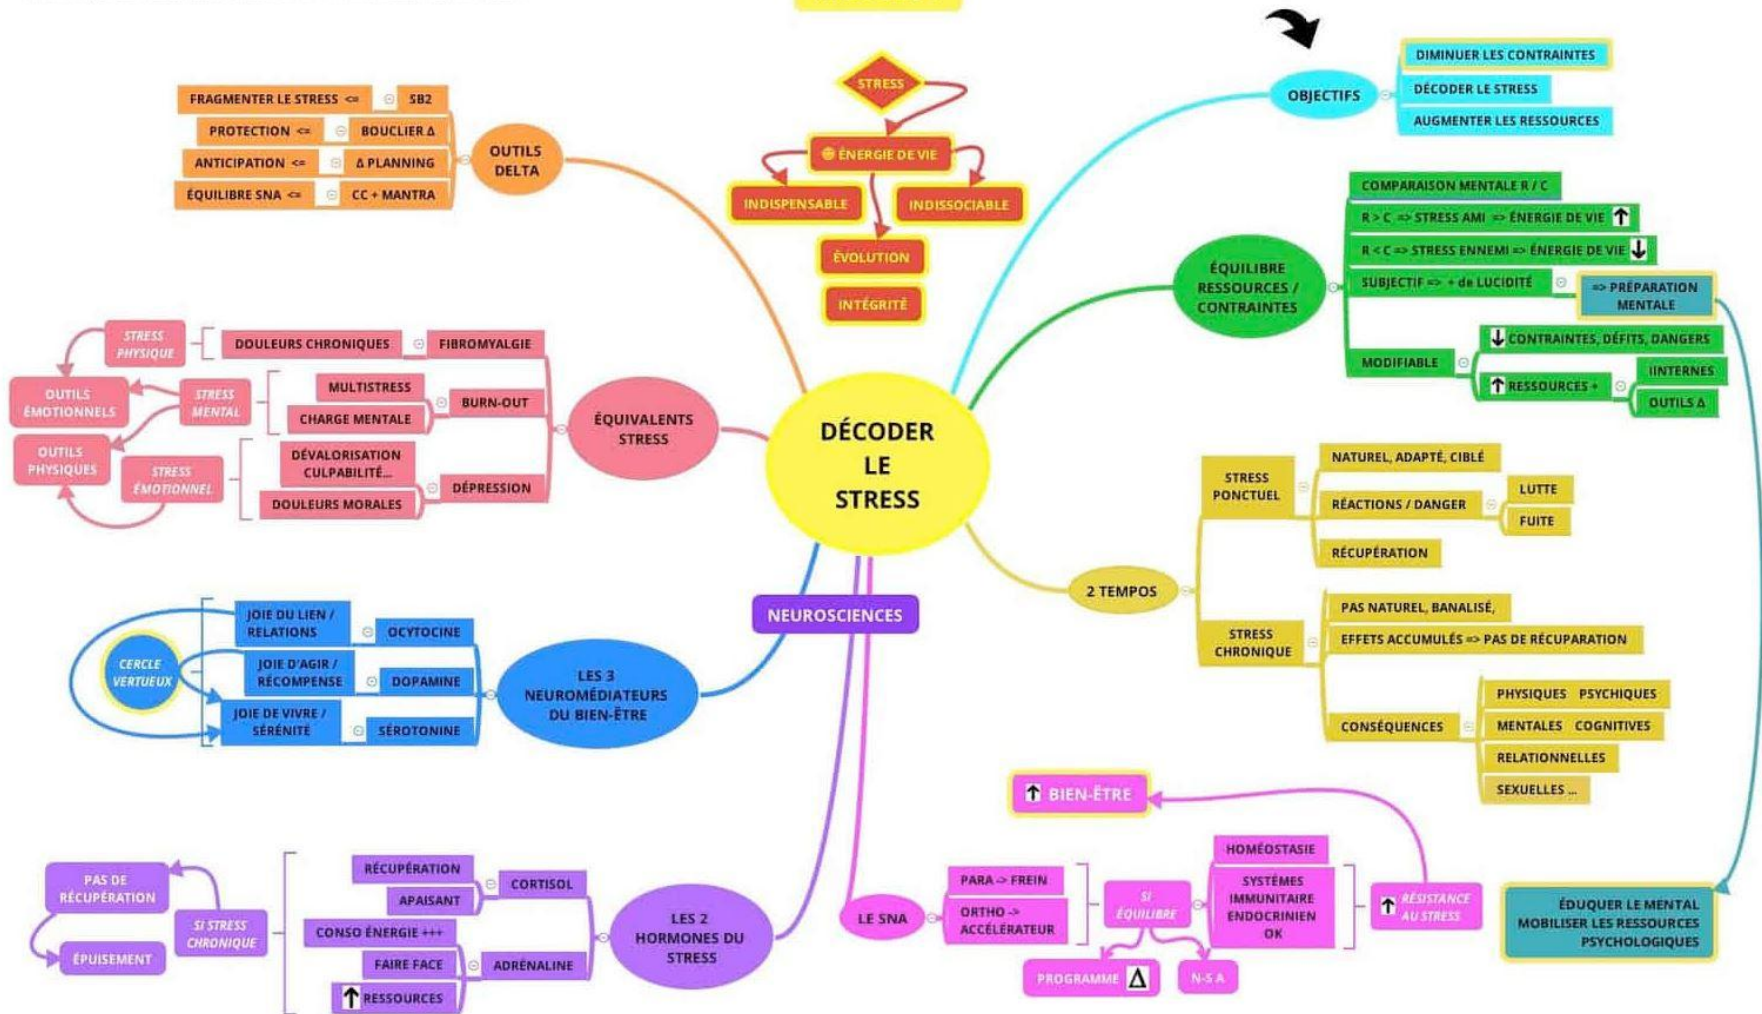 STRESS
☺ ÉNERGIE DE VIE
INDISPENSABLE
INDISSOCIABLE
ÉVOLUTION
INTÉGRITÉ
DÉCODER
LE
STRESS
NEUROSCIENCES
OBJECTIFS
DIMINUER LES CONTRAINTES
DÉCODER LE STRESS
AUGMENTER LES RESSOURCES
ÉQUILIBRE
RESSOURCES /
CONTRAINTES
COMPARAISON MENTALE R / C
R > C => STRESS AMI => ÉNERGIE DE VIE ↑
R < C => STRESS ENNEMI => ÉNERGIE DE VIE ↓
SUBJECTIF => + de LUCIDITÉ
=> PRÉPARATION
MENTALE
MODIFIABLE
↓ CONTRAINTES, DÉFITS, DANGERS
↑ RESSOURCES +
IINTERNES
OUTILS Δ
2 TEMPOS
STRESS
PONCTUEL
NATUREL, ADAPTÉ, CIBLÉ
RÉACTIONS / DANGER
LUTTE
FUITE
RÉCUPÉRATION
STRESS
CHRONIQUE
PAS NATUREL, BANALISÉ,
EFFETS ACCUMULÉS => PAS DE RÉCUPARATION
CONSÉQUENCES
PHYSIQUES PSYCHIQUES
MENTALES COGNITIVES
RELATIONNELLES
SEXUELLES ...
ÉDUQUER LE MENTAL
MOBILISER LES RESSOURCES
PSYCHOLOGIQUES
LE SNA
PARA -> FREIN
ORTHO ->
ACCÉLÉRATEUR
SI
ÉQUILIBRE
PROGRAMME Δ
N-S A
HOMÉOSTASIE
SYSTÈMES
IMMUNITAIRE
ENDOCRINIEN
OK
↑ RÉSISTANCE
AU STRESS
↑ BIEN-ÊTRE
OUTILS
DELTA
FRAGMENTER LE STRESS <=
SB2
PROTECTION <=
BOUCLIER Δ
ANTICIPATION <=
Δ PLANNING
ÉQUILIBRE SNA <=
CC + MANTRA
ÉQUIVALENTS
STRESS
FIBROMYALGIE
DOULEURS CHRONIQUES
STRESS
PHYSIQUE
BURN-OUT
MULTISTRESS
CHARGE MENTALE
STRESS
MENTAL
DÉPRESSION
DÉVALORISATION
CULPABILITÉ...
DOULEURS MORALES
STRESS
ÉMOTIONNEL
OUTILS
ÉMOTIONNELS
OUTILS
PHYSIQUES
LES 3
NEUROMÉDIATEURS
DU BIEN-ÊTRE
OCYTOCINE
JOIE DU LIEN /
RELATIONS
DOPAMINE
JOIE D'AGIR /
RÉCOMPENSE
SÉROTONINE
JOIE DE VIVRE /
SÉRÉNITÉ
CERCLE
VERTUEUX
LES 2
HORMONES DU
STRESS
CORTISOL
RÉCUPÉRATION
APAISANT
ADRÉNALINE
CONSO ÉNERGIE +++
FAIRE FACE
↑ RESSOURCES
SI STRESS
CHRONIQUE
PAS DE
RÉCUPÉRATION
ÉPUISEMENT